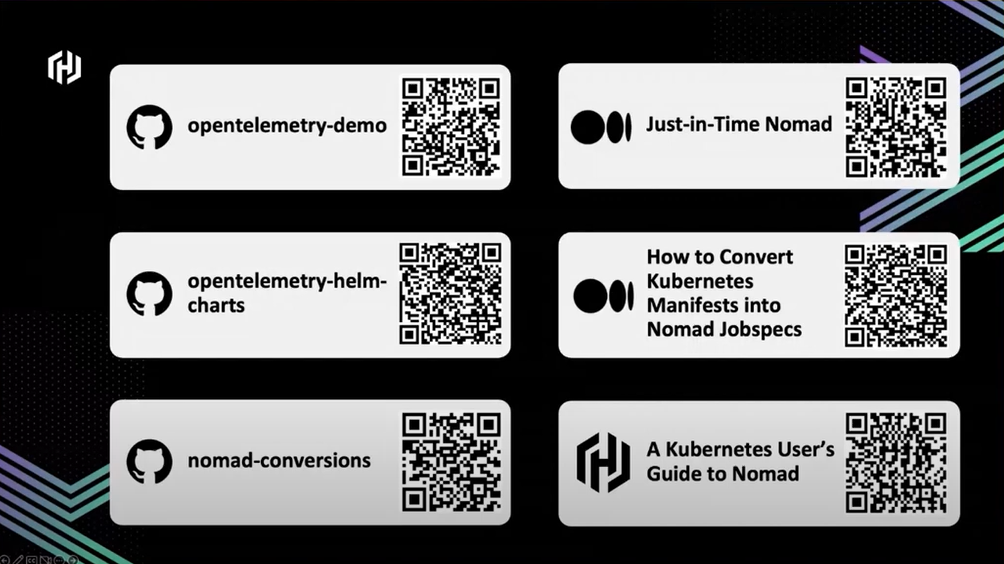 opentelemetry-demo
Just-in-Time Nomad
opentelemetry-helm-
charts
How to Convert
Kubernetes
Manifests into
Nomad Jobspecs
nomad-conversions
A Kubernetes User’s
Guide to Nomad